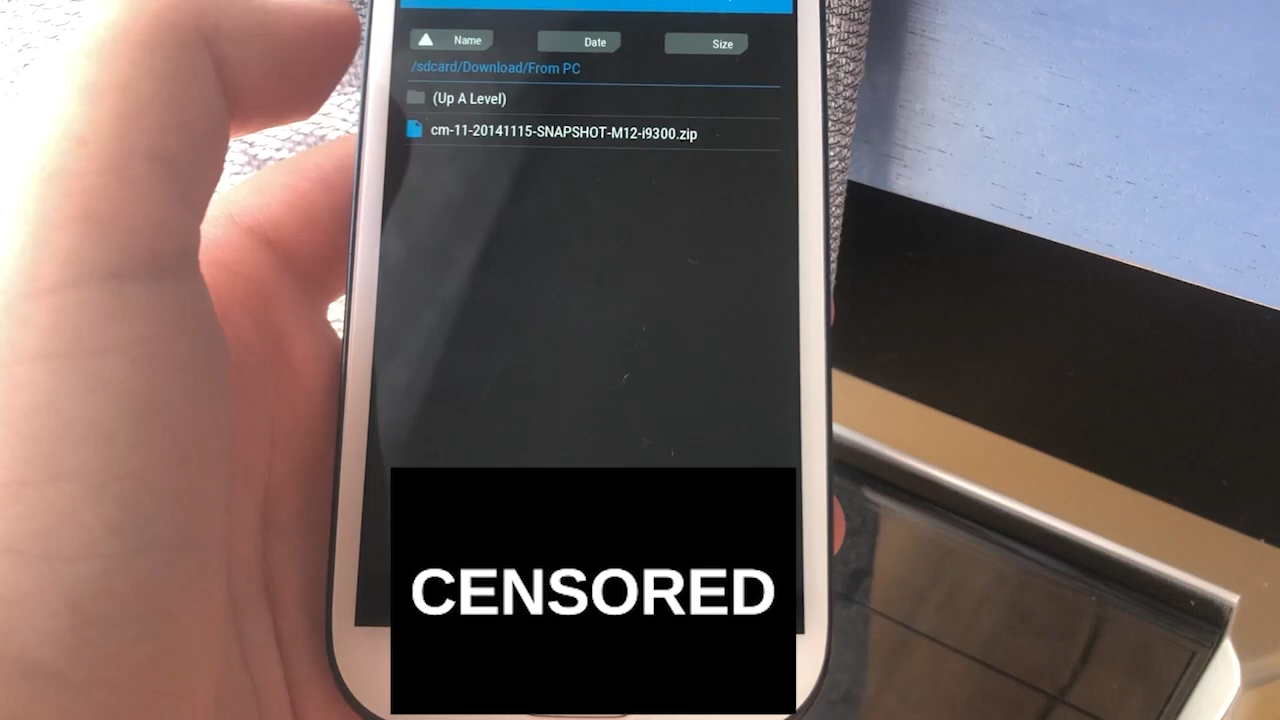 Name Date Size
/sdcard/Download/From PC
(Up A Level)
cm-11-20141115-SNAPSHOT-M12-i9300.zip
CENSORED